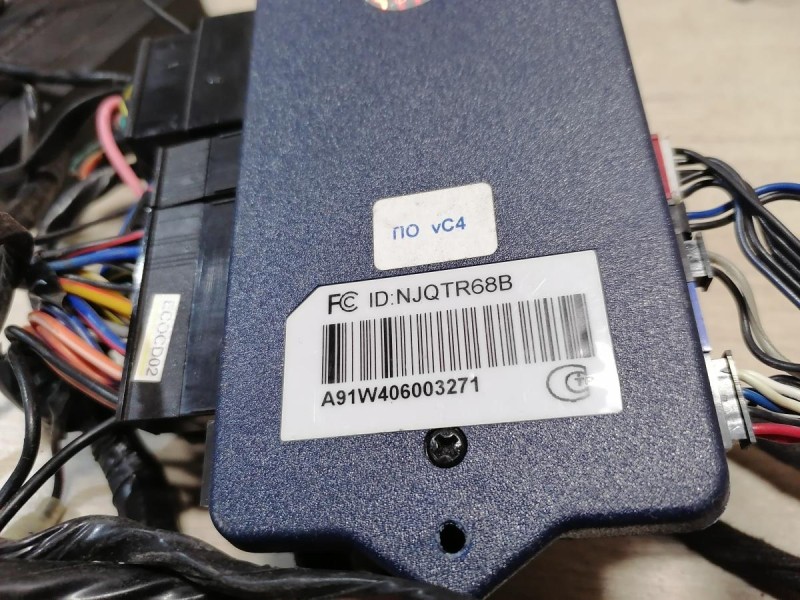 ПО vC4
FC ID:NJQTR68B
A91W406003271
ECOCD02